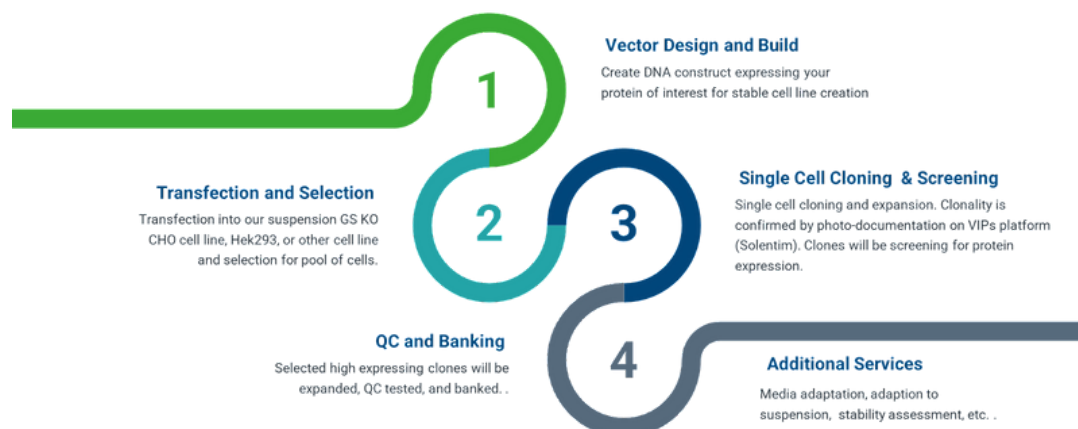 1
Vector Design and Build
Create DNA construct expressing your
protein of interest for stable cell line creation
2
Transfection and Selection
Transfection into our suspension GS KO
CHO cell line, Hek293, or other cell line
and selection for pool of cells.
3
Single Cell Cloning & Screening
Single cell cloning and expansion. Clonality is
confirmed by photo-documentation on VIPs platform
(Solentim). Clones will be screening for protein
expression.
4
QC and Banking
Selected high expressing clones will be
expanded, QC tested, and banked. .
Additional Services
Media adaptation, adaption to
suspension, stability assessment, etc. .